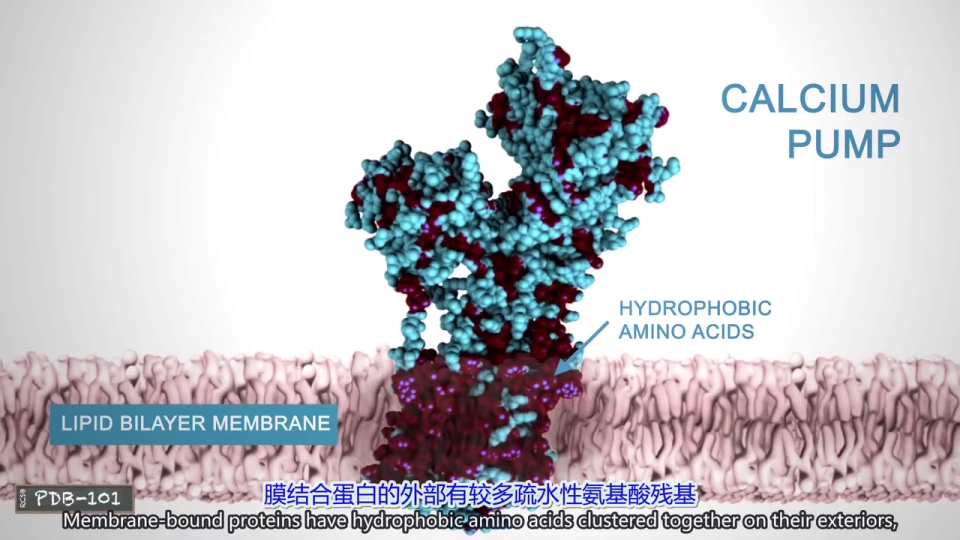 CALCIUM
PUMP
HYDROPHOBIC
AMINO ACIDS
LIPID BILAYER MEMBRANE
RCSB PDB-101
膜结合蛋白的外部有较多疏水性氨基酸残基
Membrane-bound proteins have hydrophobic amino acids clustered together on their exteriors,